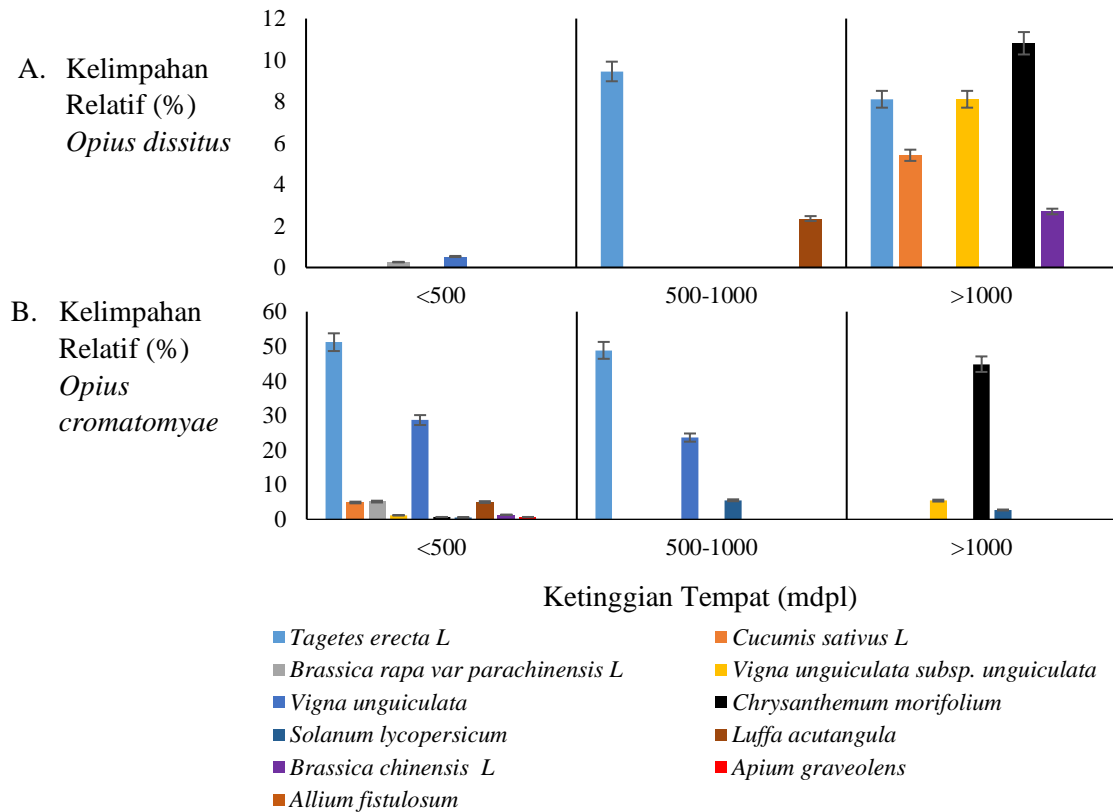 A. Kelimpahan
Relatif (%)
Opius dissitus
12
10
8
6
4
2
0
<500
500-1000
>1000
B. Kelimpahan
Relatif (%)
Opius
cromatomyae
60
50
40
30
20
10
0
<500
500-1000
>1000
Ketinggian Tempat (mdpl)
Tagetes erecta L
Cucumis sativus L
Brassica rapa var parachinensis L
Vigna unguiculata subsp. unguiculata
Vigna unguiculata
Chrysanthemum morifolium
Solanum lycopersicum
Luffa acutangula
Brassica chinensis L
Apium graveolens
Allium fistulosum